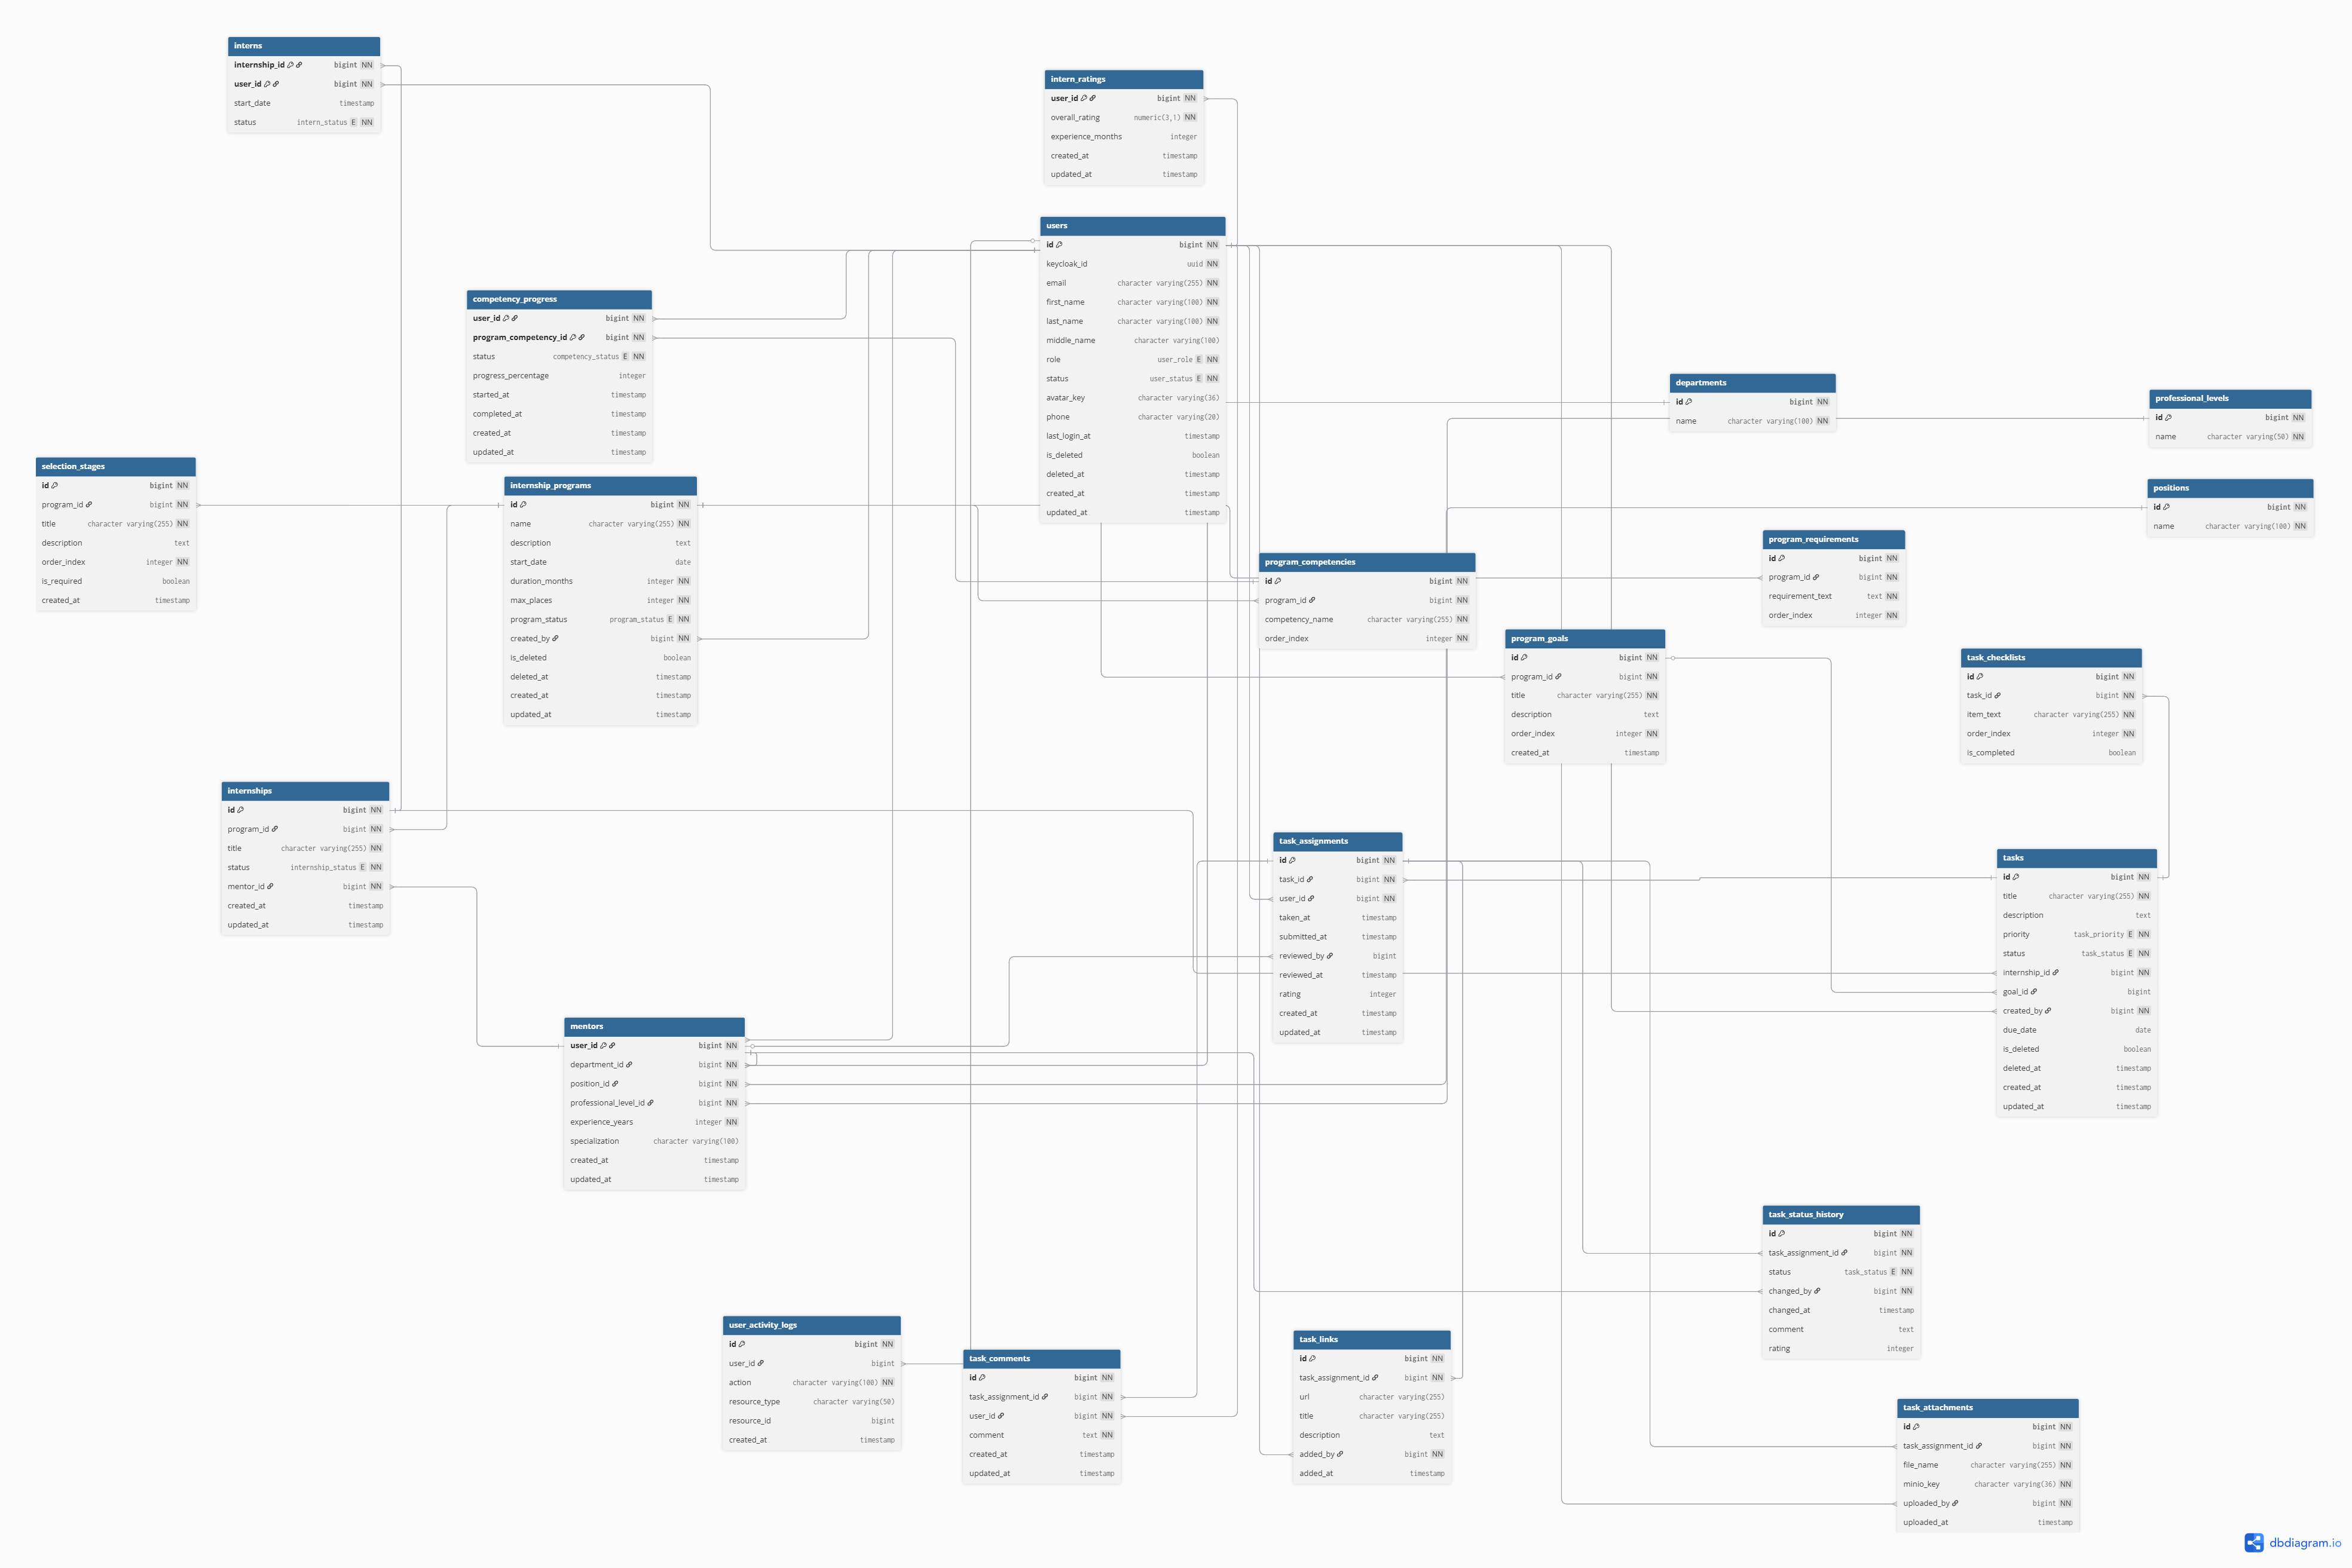 interns
internship_id bigint NN
user_id bigint NN
start_date timestamp
status intern_status E NN
intern_ratings
user_id bigint NN
overall_rating numeric(3,1) NN
experience_months integer
created_at timestamp
updated_at timestamp
users
id bigint NN
keycloak_id uuid NN
email character varying(255) NN
first_name character varying(100) NN
last_name character varying(100) NN
middle_name character varying(100)
role user_role E NN
status user_status E NN
avatar_key character varying(36)
phone character varying(20)
last_login_at timestamp
is_deleted boolean
deleted_at timestamp
created_at timestamp
updated_at timestamp
competency_progress
user_id bigint NN
program_competency_id bigint NN
status competency_status E NN
progress_percentage integer
started_at timestamp
completed_at timestamp
created_at timestamp
updated_at timestamp
departments
id bigint NN
name character varying(100) NN
professional_levels
id bigint NN
name character varying(50) NN
selection_stages
id bigint NN
program_id bigint NN
title character varying(255) NN
description text
order_index integer NN
is_required boolean
created_at timestamp
internship_programs
id bigint NN
name character varying(255) NN
description text
start_date date
duration_months integer NN
max_places integer NN
program_status program_status E NN
created_by bigint NN
is_deleted boolean
deleted_at timestamp
created_at timestamp
updated_at timestamp
positions
id bigint NN
name character varying(100) NN
program_requirements
id bigint NN
program_id bigint NN
requirement_text text NN
order_index integer NN
program_competencies
id bigint NN
program_id bigint NN
competency_name character varying(255) NN
order_index integer NN
program_goals
id bigint NN
program_id bigint NN
title character varying(255) NN
description text
order_index integer NN
created_at timestamp
task_checklists
id bigint NN
task_id bigint NN
item_text character varying(255) NN
order_index integer NN
is_completed boolean
internships
id bigint NN
program_id bigint NN
title character varying(255) NN
status internship_status E NN
mentor_id bigint NN
created_at timestamp
updated_at timestamp
task_assignments
id bigint NN
task_id bigint NN
user_id bigint NN
taken_at timestamp
submitted_at timestamp
reviewed_by bigint
reviewed_at timestamp
rating integer
created_at timestamp
updated_at timestamp
tasks
id bigint NN
title character varying(255) NN
description text
priority task_priority E NN
status task_status E NN
internship_id bigint NN
goal_id bigint
created_by bigint NN
due_date date
is_deleted boolean
deleted_at timestamp
created_at timestamp
updated_at timestamp
mentors
user_id bigint NN
department_id bigint NN
position_id bigint NN
professional_level_id bigint NN
experience_years integer NN
specialization character varying(100)
created_at timestamp
updated_at timestamp
task_status_history
id bigint NN
task_assignment_id bigint NN
status task_status E NN
changed_by bigint NN
changed_at timestamp
comment text
rating integer
user_activity_logs
id bigint NN
user_id bigint
action character varying(100) NN
resource_type character varying(50)
resource_id bigint
created_at timestamp
task_comments
id bigint NN
task_assignment_id bigint NN
user_id bigint NN
comment text NN
created_at timestamp
updated_at timestamp
task_links
id bigint NN
task_assignment_id bigint NN
url character varying(255)
title character varying(255)
description text
added_by bigint NN
added_at timestamp
task_attachments
id bigint NN
task_assignment_id bigint NN
file_name character varying(255) NN
minio_key character varying(36) NN
uploaded_by bigint NN
uploaded_at timestamp
dbdiagram.io